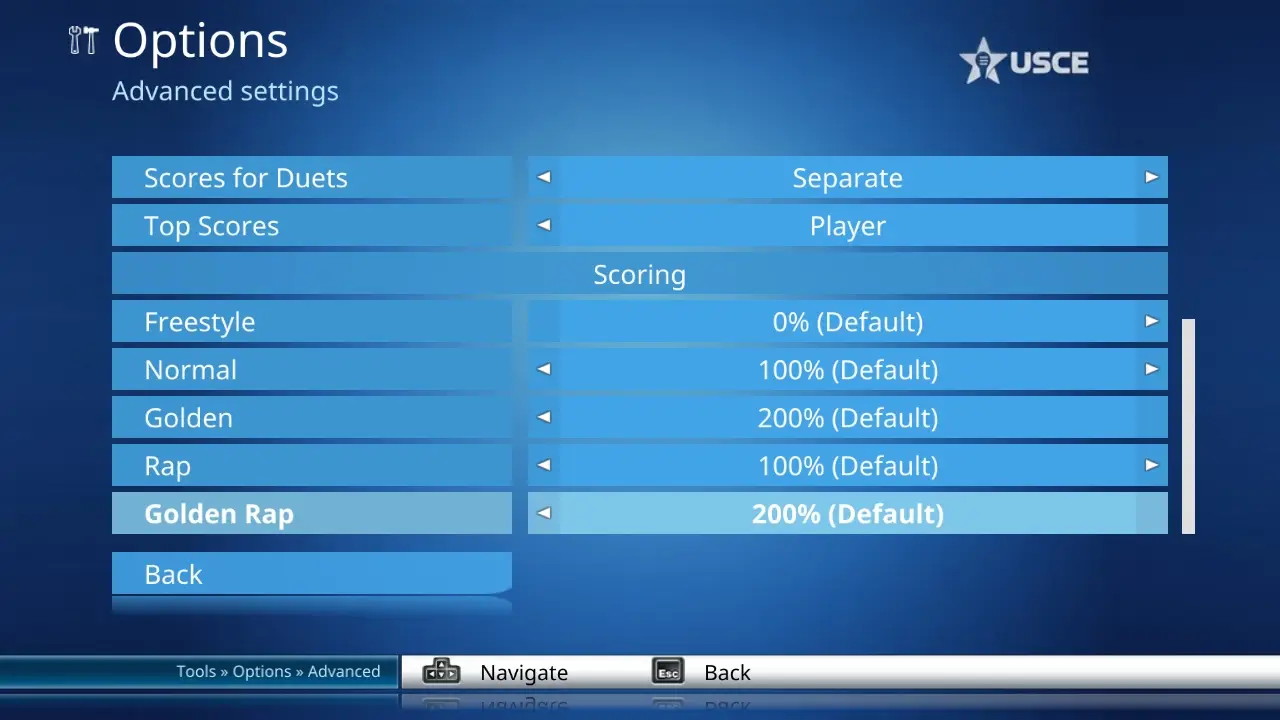 Options
USCE
Advanced settings
Scores for Duets
Separate
Top Scores
Player
Scoring
Freestyle
0% (Default)
Normal
100% (Default)
Golden
200% (Default)
Rap
100% (Default)
Golden Rap
200% (Default)
Back
Tools » Options » Advanced
Navigate
Esc
Back